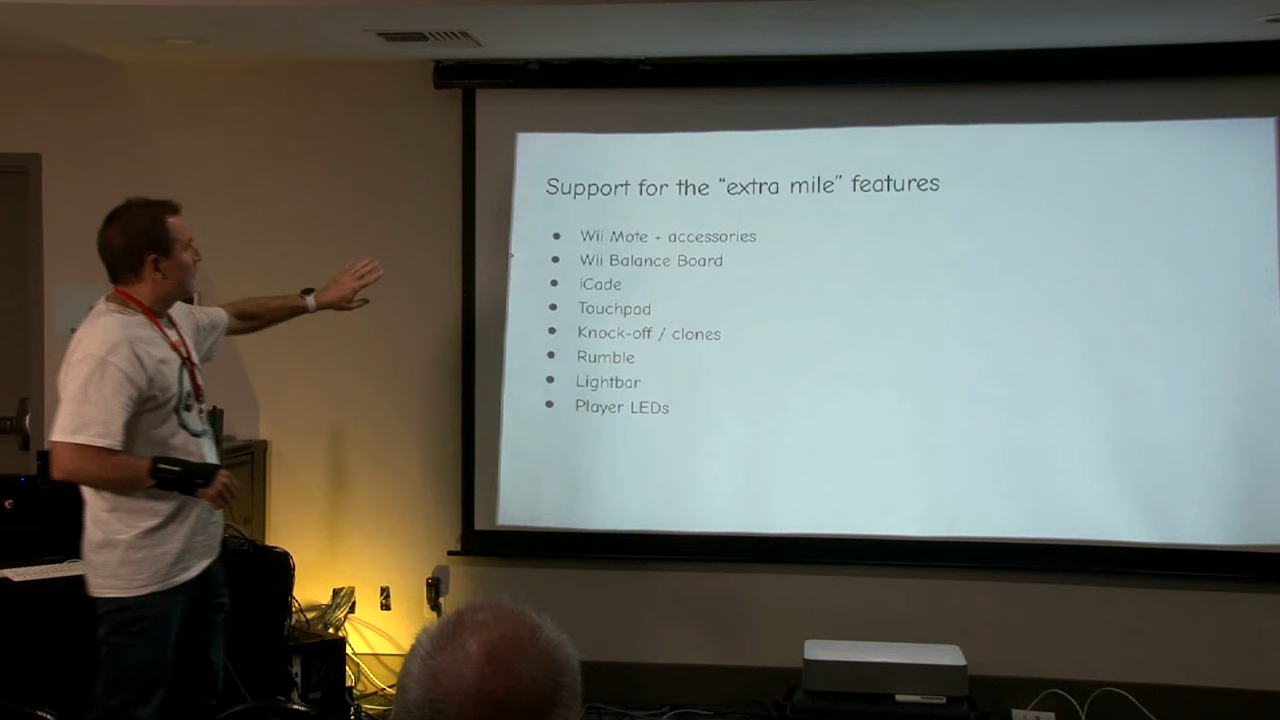 Support for the “extra mile” features
● Wii Mote + accessories
● Wii Balance Board
● iCade
● Touchpad
● Knock-off / clones
● Rumble
● Lightbar
● Player LEDs